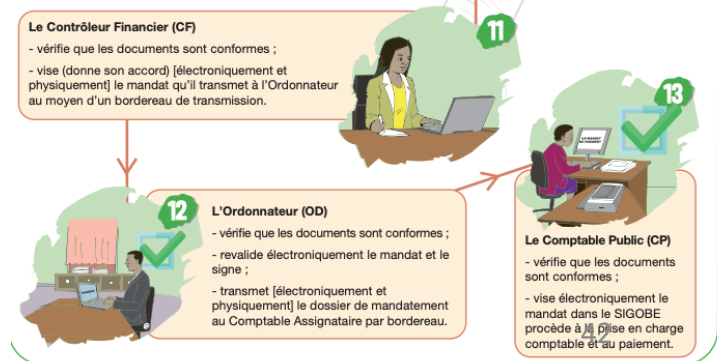 11
Le Contrôleur Financier (CF)
- vérifie que les documents sont conformes ;
- vise (donne son accord) [électroniquement et
physiquement] le mandat qu'il transmet à l'Ordonnateur
au moyen d'un bordereau de transmission.
12
L'Ordonnateur (OD)
- vérifie que les documents sont conformes ;
- revalide électroniquement le mandat et le
signe ;
- transmet [électroniquement et
physiquement] le dossier de mandatement
au Comptable Assignataire par bordereau.
13
Le Comptable Public (CP)
- vérifie que les documents
sont conformes ;
- vise électroniquement le
mandat dans le SIGOBE
procède à la prise en charge
comptable et au paiement.
42